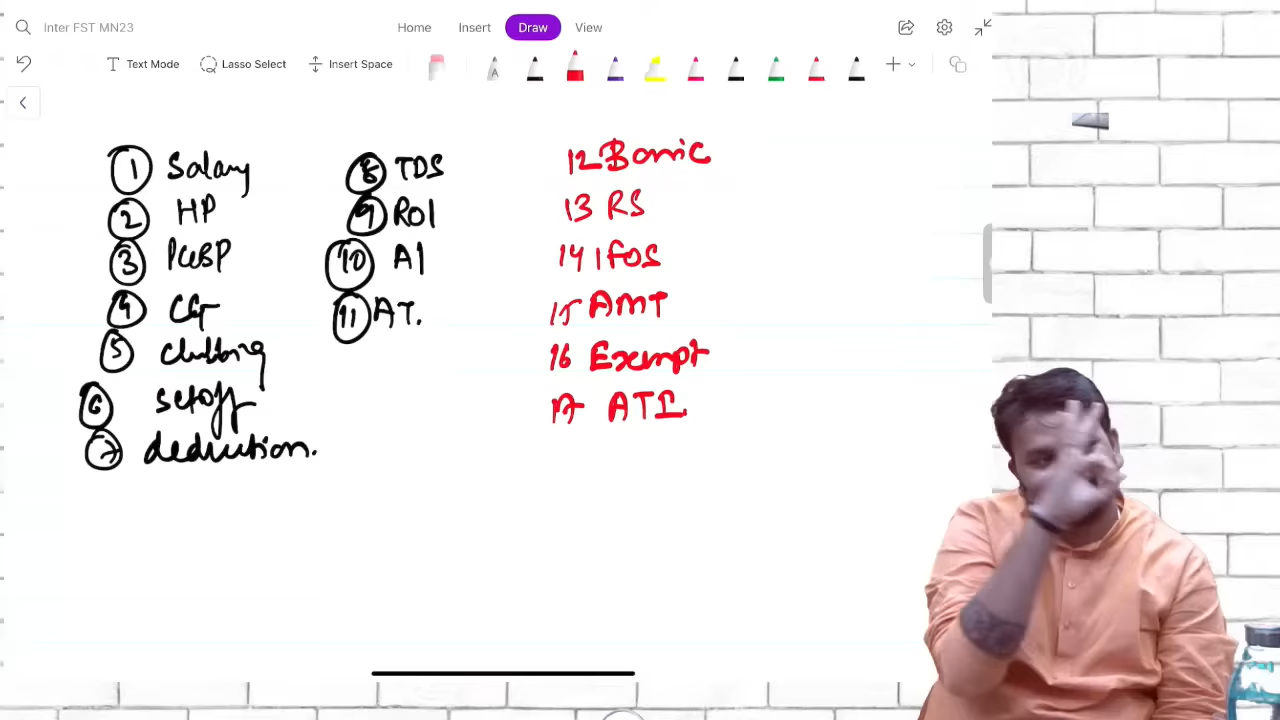 Inter FST MN23
Home Insert Draw View
Text Mode Lasso Select Insert Space
A
1 Salary
2 HP
3 PGBP
4 CG
5 clubbing
6 setoff
7 deduction.
8 TDS
9 ROI
10 AI
11 AT.
12 Basic
13 RS
14 IFOS
15 AMT
16 Exempt
17 ATI